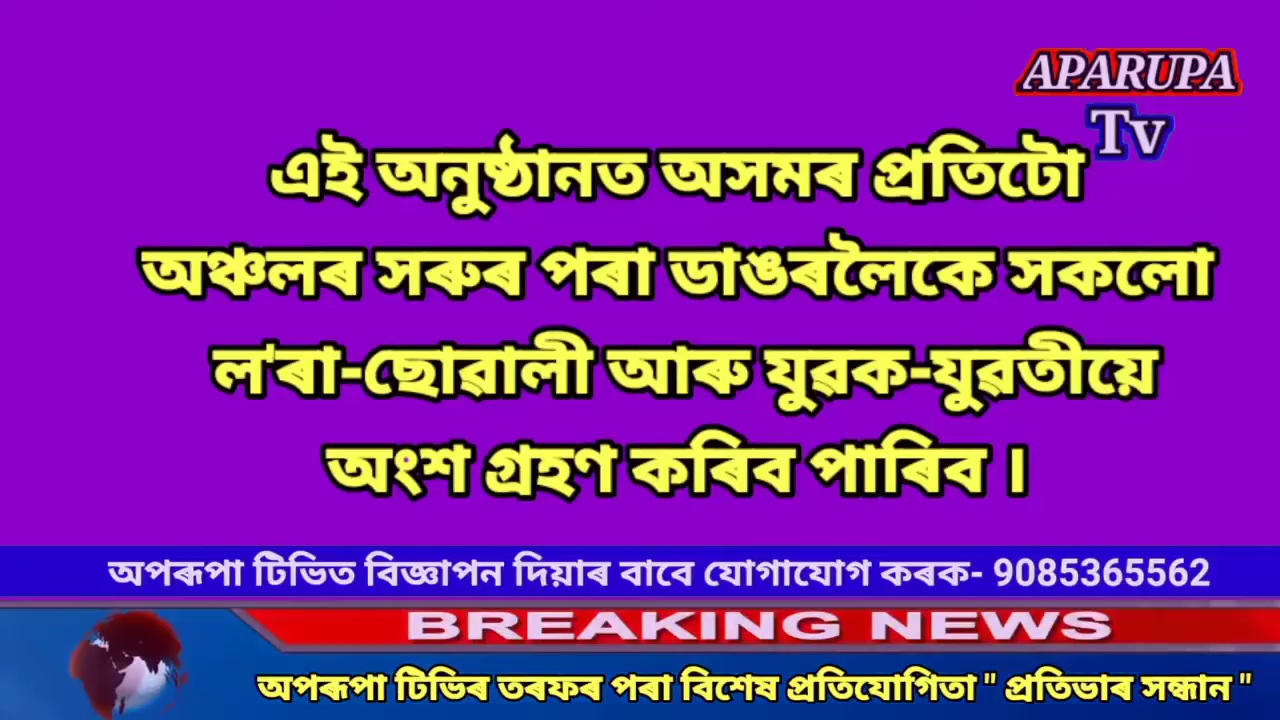 APARUPA
Tv
এই অনুষ্ঠানত অসমৰ প্ৰতিটো
অঞ্চলৰ সৰুৰ পৰা ডাঙৰলৈকে সকলো
ল'ৰা-ছোৱালী আৰু যুৱক-যুৱতীয়ে
অংশ গ্ৰহণ কৰিব পাৰিব ।
অপৰূপা টিভিত বিজ্ঞাপন দিয়াৰ বাবে যোগাযোগ কৰক- 9085365562
BREAKING NEWS
অপৰূপা টিভিৰ তৰফৰ পৰা বিশেষ প্ৰতিযোগিতা " প্ৰতিভাৰ সন্ধান "